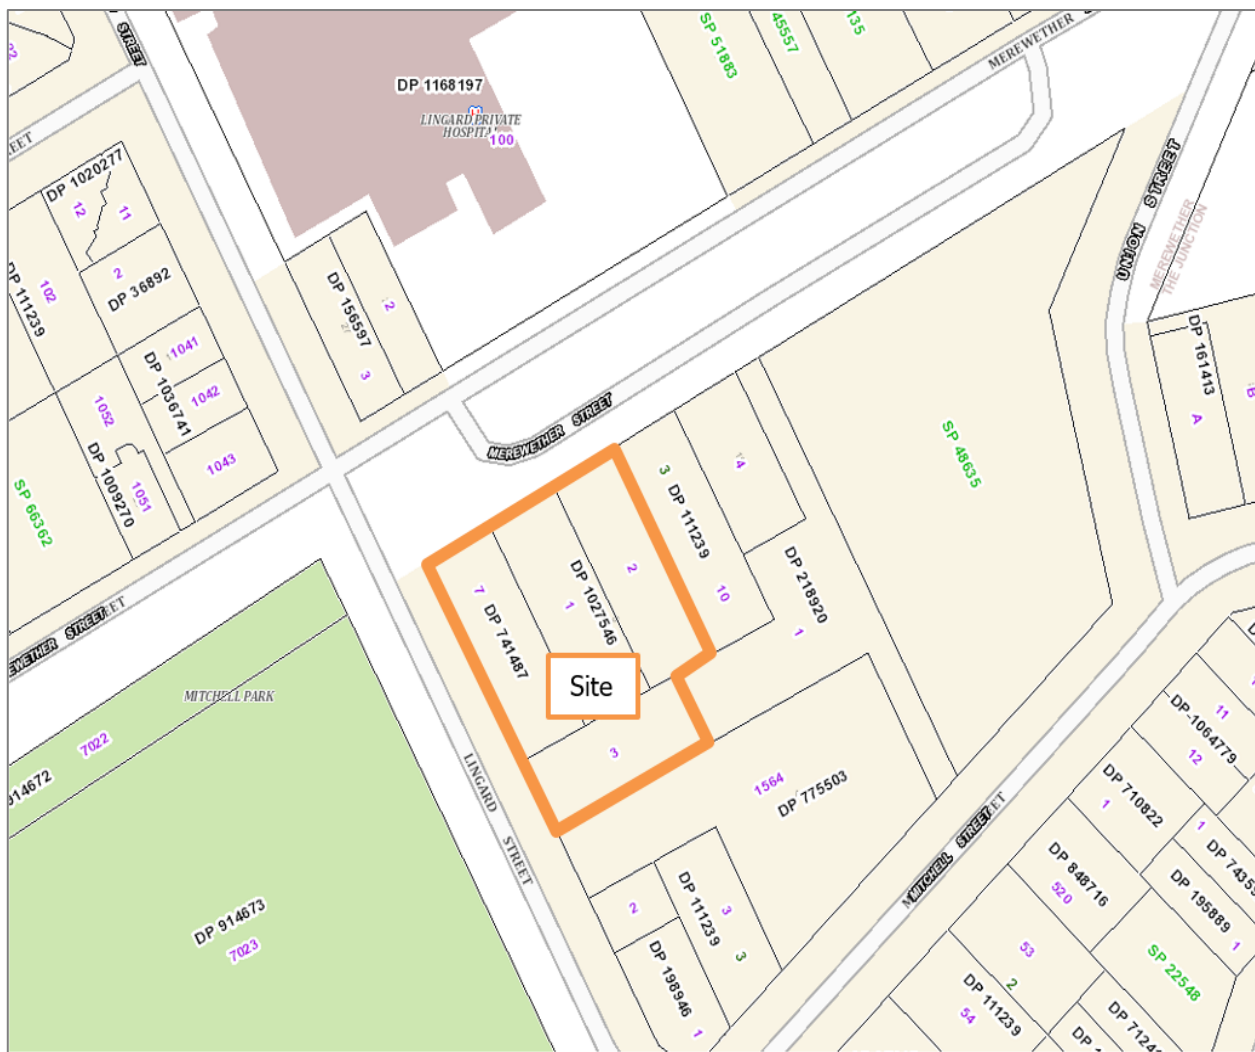 STREET
SP 51883
45557
135
MEREWETHER
DP 1168197
LINGARD PRIVATE
HOSPITAL
100
DP 1020277
12
11
UNION STREET
MEREWETHER
THE JUNCTION
2
DP 36892
102
DP 111239
DP 156597
2
3
1041
DP 1036741
1042
1052
1043
DP 1009270
1051
SP 66362
DP 161413
A
B
MEREWETHER STREET
SP 48635
3
DP 111239
4
10
DP 218920
1
7
DP 741487
1
DP 1027546
2
Site
3
MITCHELL PARK
7022
914672
LINGARD STREET
1564
DP 775503
11
DP 1064779
12
DP 710822
1
1
DP 848716
520
DP 195889
1
MITCHELL STREET
2
DP 111239
3
3
DP 198946
1
DP 914673
7023
53
2
SP 22548
DP 111239
54